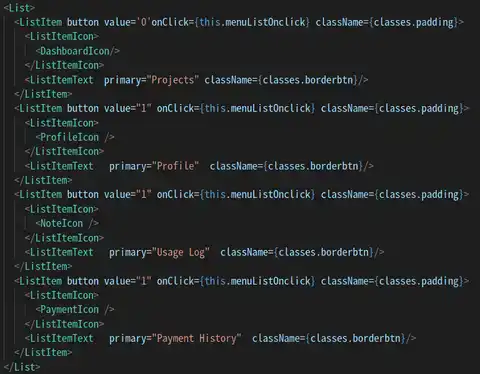 <List>
  <ListItem button value='0'onClick={this.menuListOnclick} className={classes.padding}>
    <ListItemIcon>
      <DashboardIcon/>
    </ListItemIcon>
    <ListItemText  primary="Projects" className={classes.borderbtn}/>
  </ListItem>
  <ListItem button value="1" onClick={this.menuListOnclick} className={classes.padding}>
    <ListItemIcon>
      <ProfileIcon />
    </ListItemIcon>
    <ListItemText   primary="Profile"  className={classes.borderbtn}/>
  </ListItem>
  <ListItem button value="1" onClick={this.menuListOnclick} className={classes.padding}>
    <ListItemIcon>
      <NoteIcon />
    </ListItemIcon>
    <ListItemText   primary="Usage Log"  className={classes.borderbtn}/>
  </ListItem>
  <ListItem button value="1" onClick={this.menuListOnclick} className={classes.padding}>
    <ListItemIcon>
      <PaymentIcon />
    </ListItemIcon>
    <ListItemText   primary="Payment History"  className={classes.borderbtn}/>
  </ListItem>
</List>